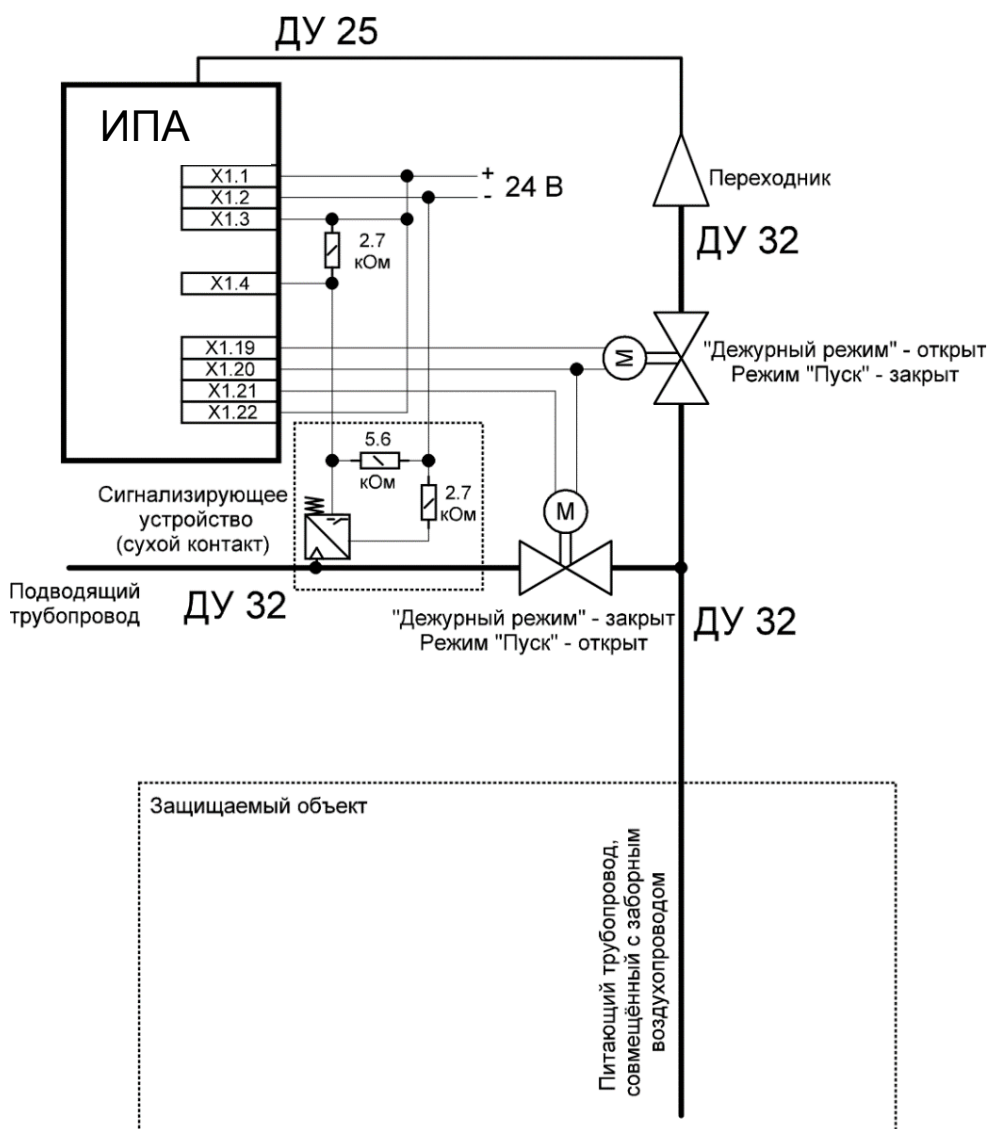 ДУ 25
ИПА
X1.1
X1.2
X1.3
X1.4
X1.19
X1.20
X1.21
X1.22
+
- 24 В
2.7
кОм
Переходник
ДУ 32
М
"Дежурный режим" - открыт
Режим "Пуск" - закрыт
5.6
кОм
2.7
кОм
Сигнализирующее
устройство
(сухой контакт)
М
Подводящий
трубопровод
ДУ 32
"Дежурный режим" - закрыт
Режим "Пуск" - открыт
ДУ 32
Защищаемый объект
Питающий трубопровод,
совмещённый с заборным
воздухопроводом